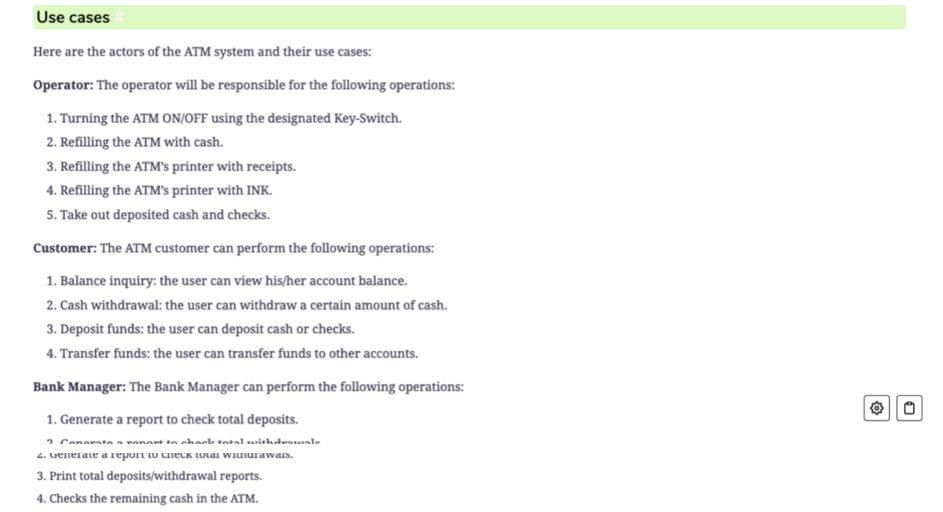 Use cases #
Here are the actors of the ATM system and their use cases:
Operator: The operator will be responsible for the following operations:
1. Turning the ATM ON/OFF using the designated Key-Switch.
2. Refilling the ATM with cash.
3. Refilling the ATM’s printer with receipts.
4. Refilling the ATM’s printer with INK.
5. Take out deposited cash and checks.
Customer: The ATM customer can perform the following operations:
1. Balance inquiry: the user can view his/her account balance.
2. Cash withdrawal: the user can withdraw a certain amount of cash.
3. Deposit funds: the user can deposit cash or checks.
4. Transfer funds: the user can transfer funds to other accounts.
Bank Manager: The Bank Manager can perform the following operations:
1. Generate a report to check total deposits.
2. Generate a report to check total withdrawals
2. Generate a report to check total withdrawals.
3. Print total deposits/withdrawal reports.
4. Checks the remaining cash in the ATM.